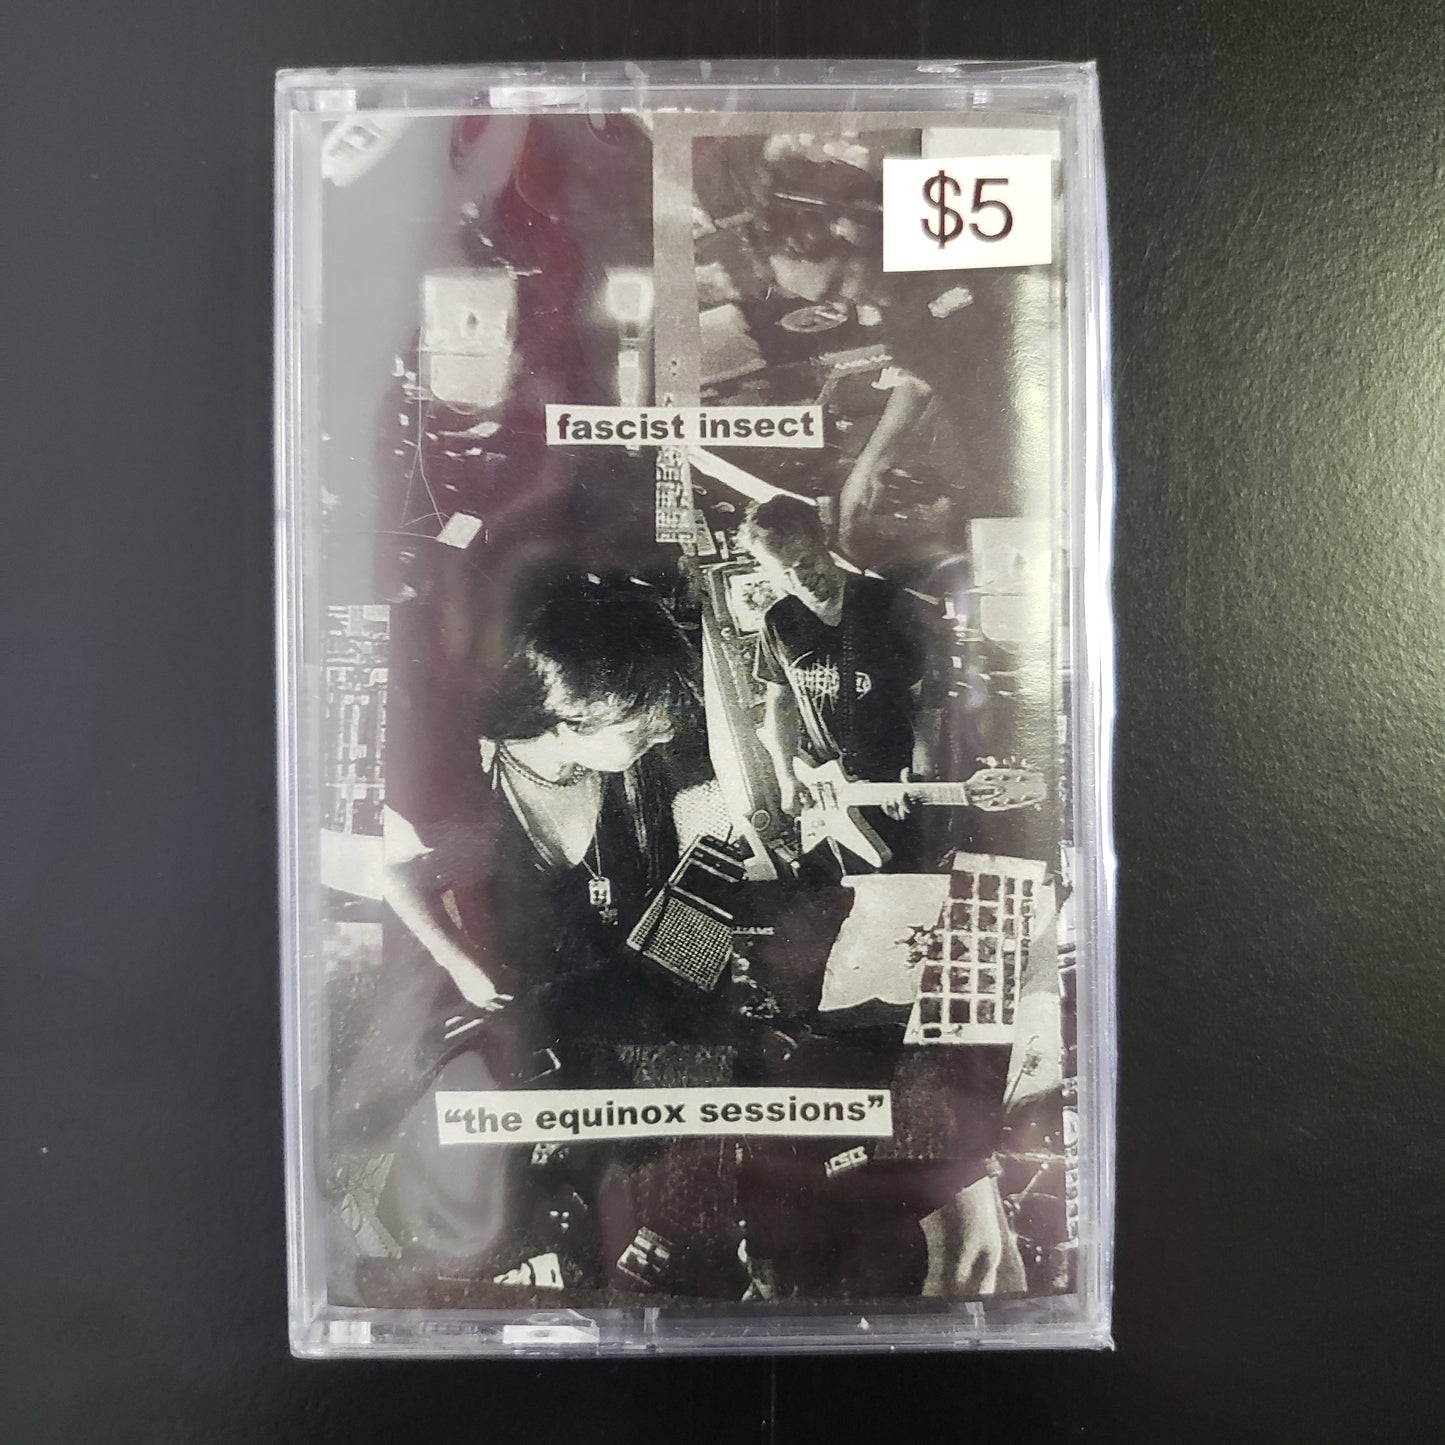 $5
fascist insect
“the equinox sessions”